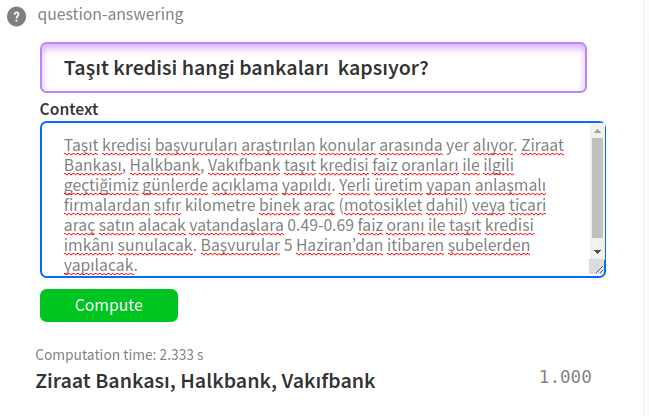 question-answering
Taşıt kredisi hangi bankaları kapsıyor?
Context
Taşıt kredisi başvuruları araştırılan konular arasında yer alıyor. Ziraat
Bankası, Halkbank, Vakıfbank taşıt kredisi faiz oranları ile ilgili
geçtiğimiz günlerde açıklama yapıldı. Yerli üretim yapan anlaşmalı
firmalardan sıfır kilometre binek araç (motosiklet dahil) veya ticari
araç satın alacak vatandaşlara 0.49-0.69 faiz oranı ile taşıt kredisi
imkânı sunulacak. Başvurular 5 Haziran’dan itibaren şubelerden
yapılacak.
Compute
Computation time: 2.333 s
Ziraat Bankası, Halkbank, Vakıfbank 1.000